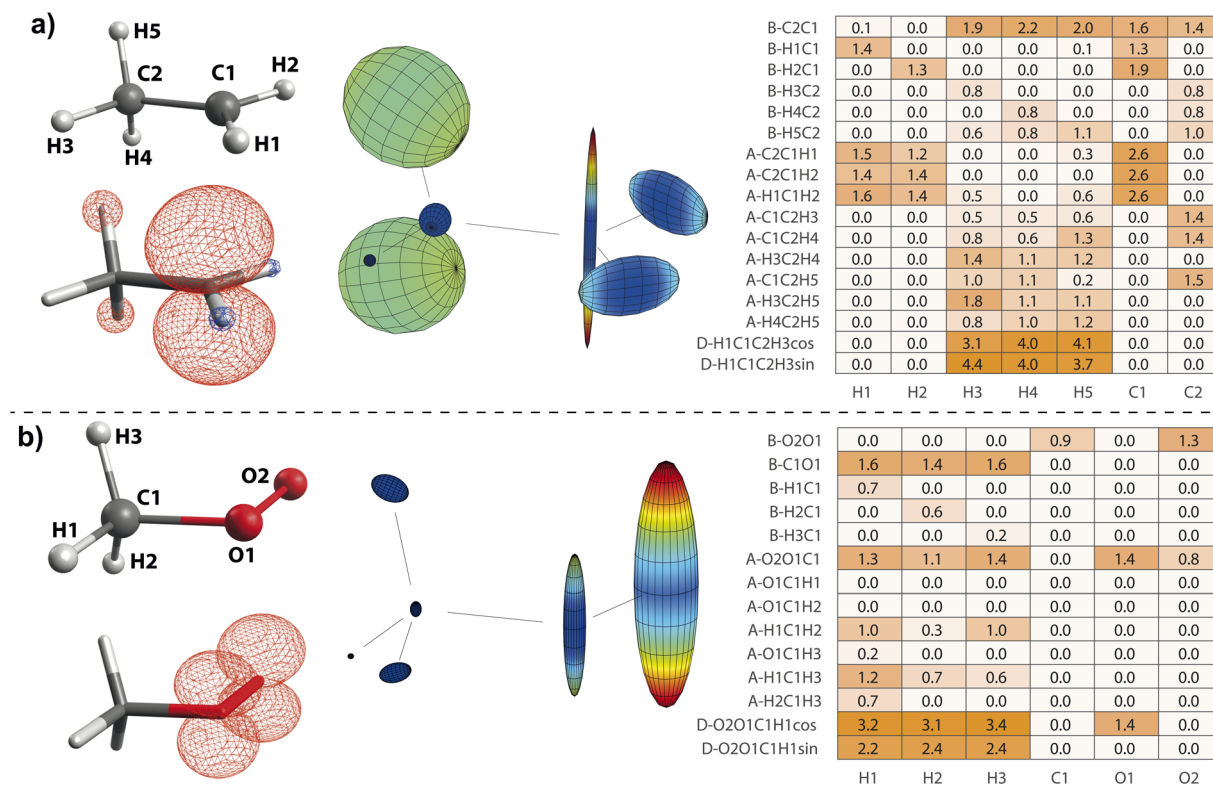 a)
H5
C2
C1
H2
H3
H4
H1
B-C2C1 0.1 0.0 1.9 2.2 2.0 1.6 1.4
B-H1C1 1.4 0.0 0.0 0.0 0.1 1.3 0.0
B-H2C1 0.0 1.3 0.0 0.0 0.0 1.9 0.0
B-H3C2 0.0 0.0 0.8 0.0 0.0 0.0 0.8
B-H4C2 0.0 0.0 0.0 0.8 0.0 0.0 0.8
B-H5C2 0.0 0.0 0.6 0.8 1.1 0.0 1.0
A-C2C1H1 1.5 1.2 0.0 0.0 0.3 2.6 0.0
A-C2C1H2 1.4 1.4 0.0 0.0 0.0 2.6 0.0
A-H1C1H2 1.6 1.4 0.5 0.0 0.6 2.6 0.0
A-C1C2H3 0.0 0.0 0.5 0.5 0.6 0.0 1.4
A-C1C2H4 0.0 0.0 0.8 0.6 1.3 0.0 1.4
A-H3C2H4 0.0 0.0 1.4 1.1 1.2 0.0 0.0
A-C1C2H5 0.0 0.0 1.0 1.1 0.2 0.0 1.5
A-H3C2H5 0.0 0.0 1.8 1.1 1.1 0.0 0.0
A-H4C2H5 0.0 0.0 0.8 1.0 1.2 0.0 0.0
D-H1C1C2H3cos 0.0 0.0 3.1 4.0 4.1 0.0 0.0
D-H1C1C2H3sin 0.0 0.0 4.4 4.0 3.7 0.0 0.0
H1 H2 H3 H4 H5 C1 C2
b)
H3
O2
C1
H1
H2
O1
B-O2O1 0.0 0.0 0.0 0.9 0.0 1.3
B-C1O1 1.6 1.4 1.6 0.0 0.0 0.0
B-H1C1 0.7 0.0 0.0 0.0 0.0 0.0
B-H2C1 0.0 0.6 0.0 0.0 0.0 0.0
B-H3C1 0.0 0.0 0.2 0.0 0.0 0.0
A-O2O1C1 1.3 1.1 1.4 0.0 1.4 0.8
A-O1C1H1 0.0 0.0 0.0 0.0 0.0 0.0
A-O1C1H2 0.0 0.0 0.0 0.0 0.0 0.0
A-H1C1H2 1.0 0.3 1.0 0.0 0.0 0.0
A-O1C1H3 0.2 0.0 0.0 0.0 0.0 0.0
A-H1C1H3 1.2 0.7 0.6 0.0 0.0 0.0
A-H2C1H3 0.7 0.0 0.0 0.0 0.0 0.0
D-O2O1C1H1cos 3.2 3.1 3.4 0.0 1.4 0.0
D-O2O1C1H1sin 2.2 2.4 2.4 0.0 0.0 0.0
H1 H2 H3 C1 O1 O2